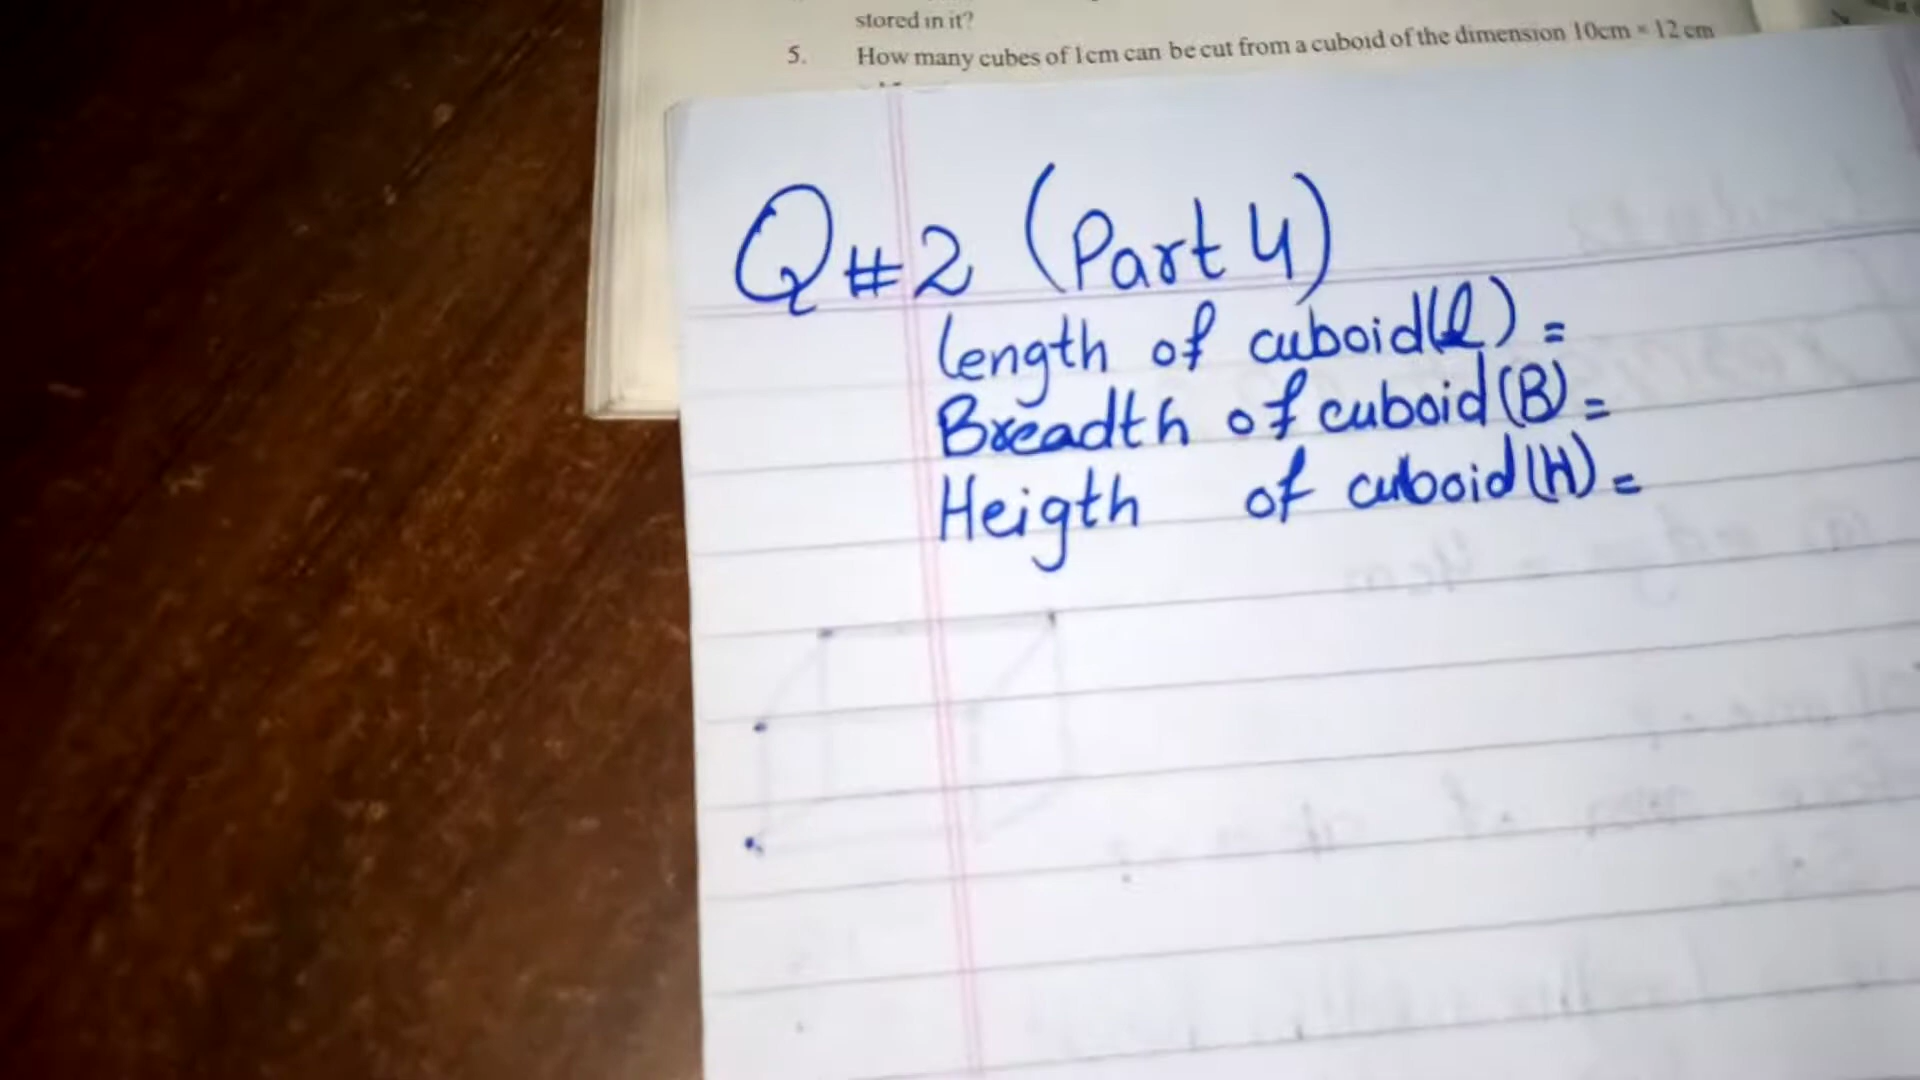 stored in it?
5. How many cubes of 1cm can be cut from a cuboid of the dimension 10cm × 12 cm
Q#2 (Part 4)
length of cuboid(l) =
Breadth of cuboid(B) =
Heigth of cuboid(H) =